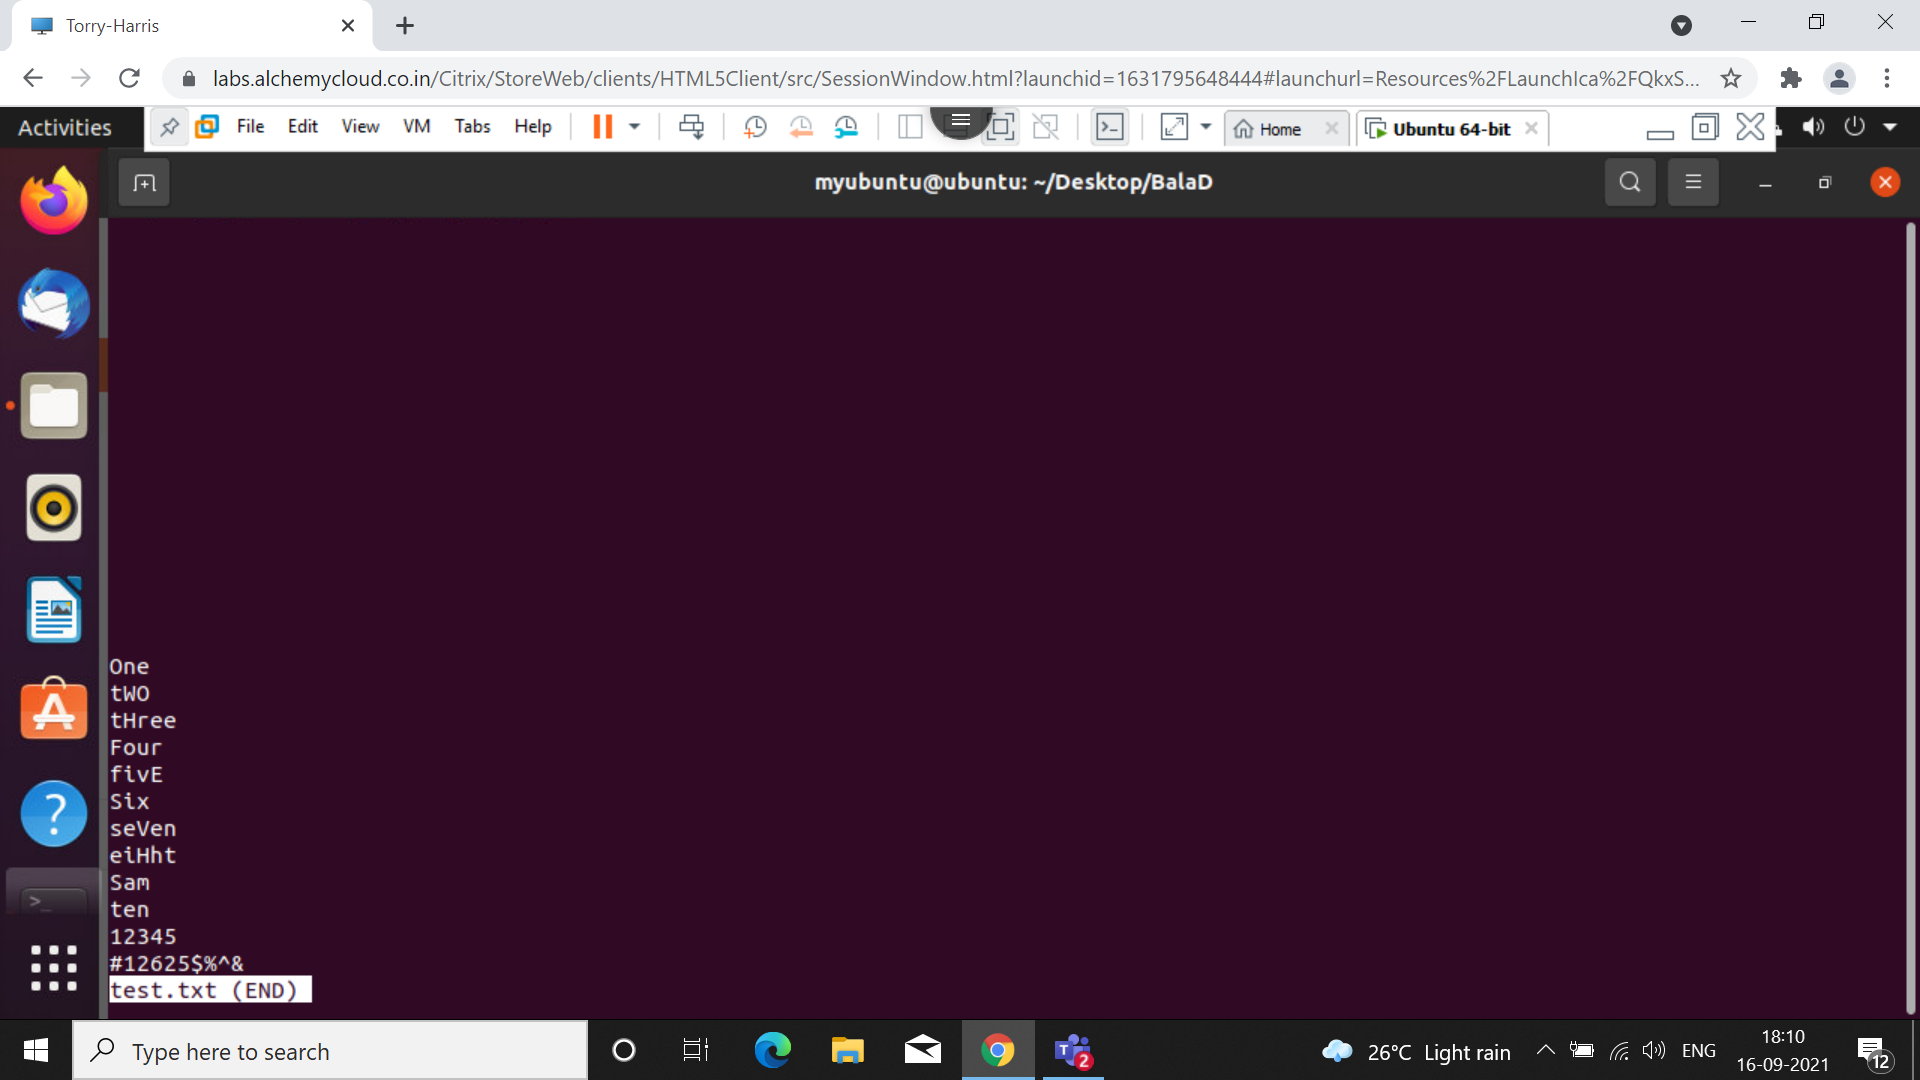 Torry-Harris
labs.alchemycloud.co.in/Citrix/StoreWeb/clients/HTML5Client/src/SessionWindow.html?launchid=1631795648444#launchurl=Resources%2FLaunchIca%2FQkxS...
Activities
File Edit View VM Tabs Help
Home
Ubuntu 64-bit
myubuntu@ubuntu: ~/Desktop/BalaD
One
tWO
tHree
Four
fivE
Six
seVen
eiHht
Sam
ten
12345
#12625$%^&
test.txt (END)
Type here to search
2
26°C Light rain
ENG
18:10
16-09-2021
12